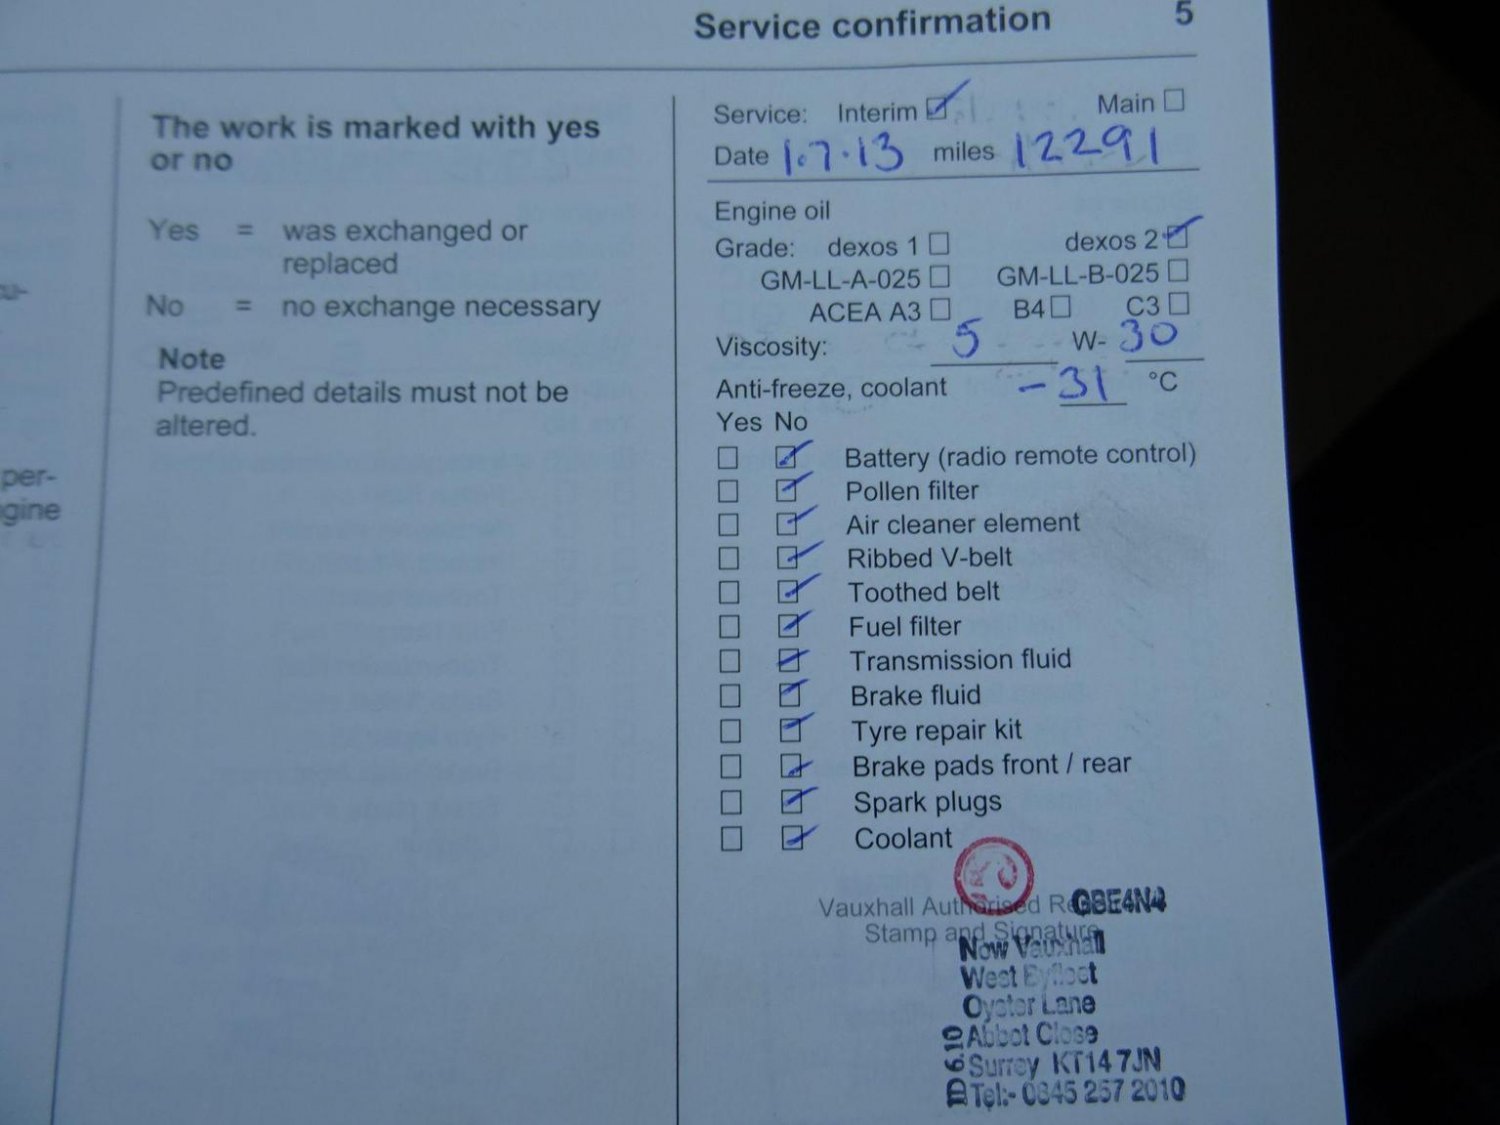 Service confirmation 5
cu-
per-
gine
The work is marked with yes
or no
Yes = was exchanged or
replaced
No = no exchange necessary
Note
Predefined details must not be
altered.
Service: Interim Main
Date 1.7.13 miles 12291
Engine oil
Grade: dexos 1 dexos 2
GM-LL-A-025 GM-LL-B-025
ACEA A3 B4 C3
Viscosity: 5 W- 30
Anti-freeze, coolant -31 °C
Yes No
Battery (radio remote control)
Pollen filter
Air cleaner element
Ribbed V-belt
Toothed belt
Fuel filter
Transmission fluid
Brake fluid
Tyre repair kit
Brake pads front / rear
Spark plugs
Coolant
Vauxhall Authorised
Stamp and Signature
Now Vauxhall
West Byfleet
Oyster Lane
Abbot Close
Surrey KT14 7JN
Tel:- 0845 257 2010